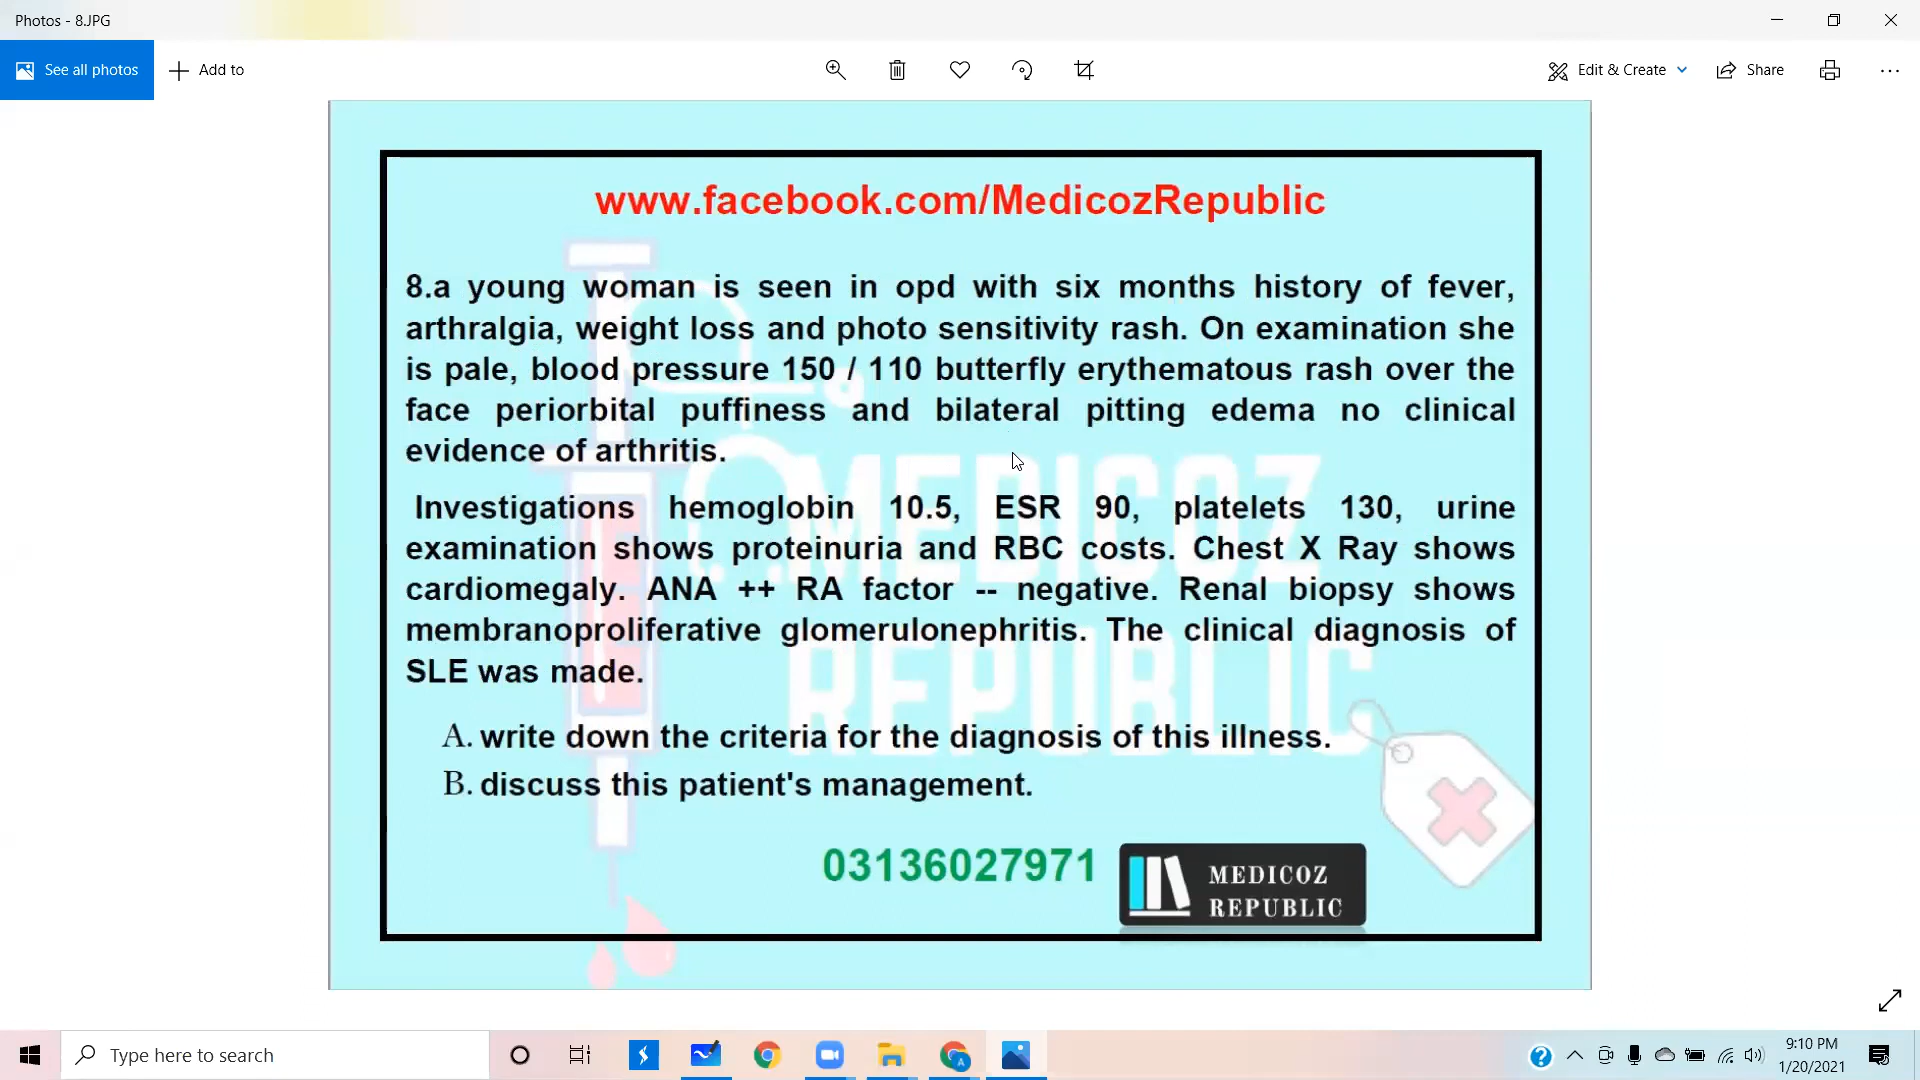 Photos - 8.JPG
See all photos
Add to
Edit & Create
Share
www.facebook.com/MedicozRepublic
8.a young woman is seen in opd with six months history of fever,
arthralgia, weight loss and photo sensitivity rash. On examination she
is pale, blood pressure 150 / 110 butterfly erythematous rash over the
face periorbital puffiness and bilateral pitting edema no clinical
evidence of arthritis.
Investigations hemoglobin 10.5, ESR 90, platelets 130, urine
examination shows proteinuria and RBC costs. Chest X Ray shows
cardiomegaly. ANA ++ RA factor -- negative. Renal biopsy shows
membranoproliferative glomerulonephritis. The clinical diagnosis of
SLE was made.
A. write down the criteria for the diagnosis of this illness.
B. discuss this patient's management.
MEDICOZ
REPUBLIC
03136027971
MEDICOZ
REPUBLIC
Type here to search
9:10 PM
1/20/2021